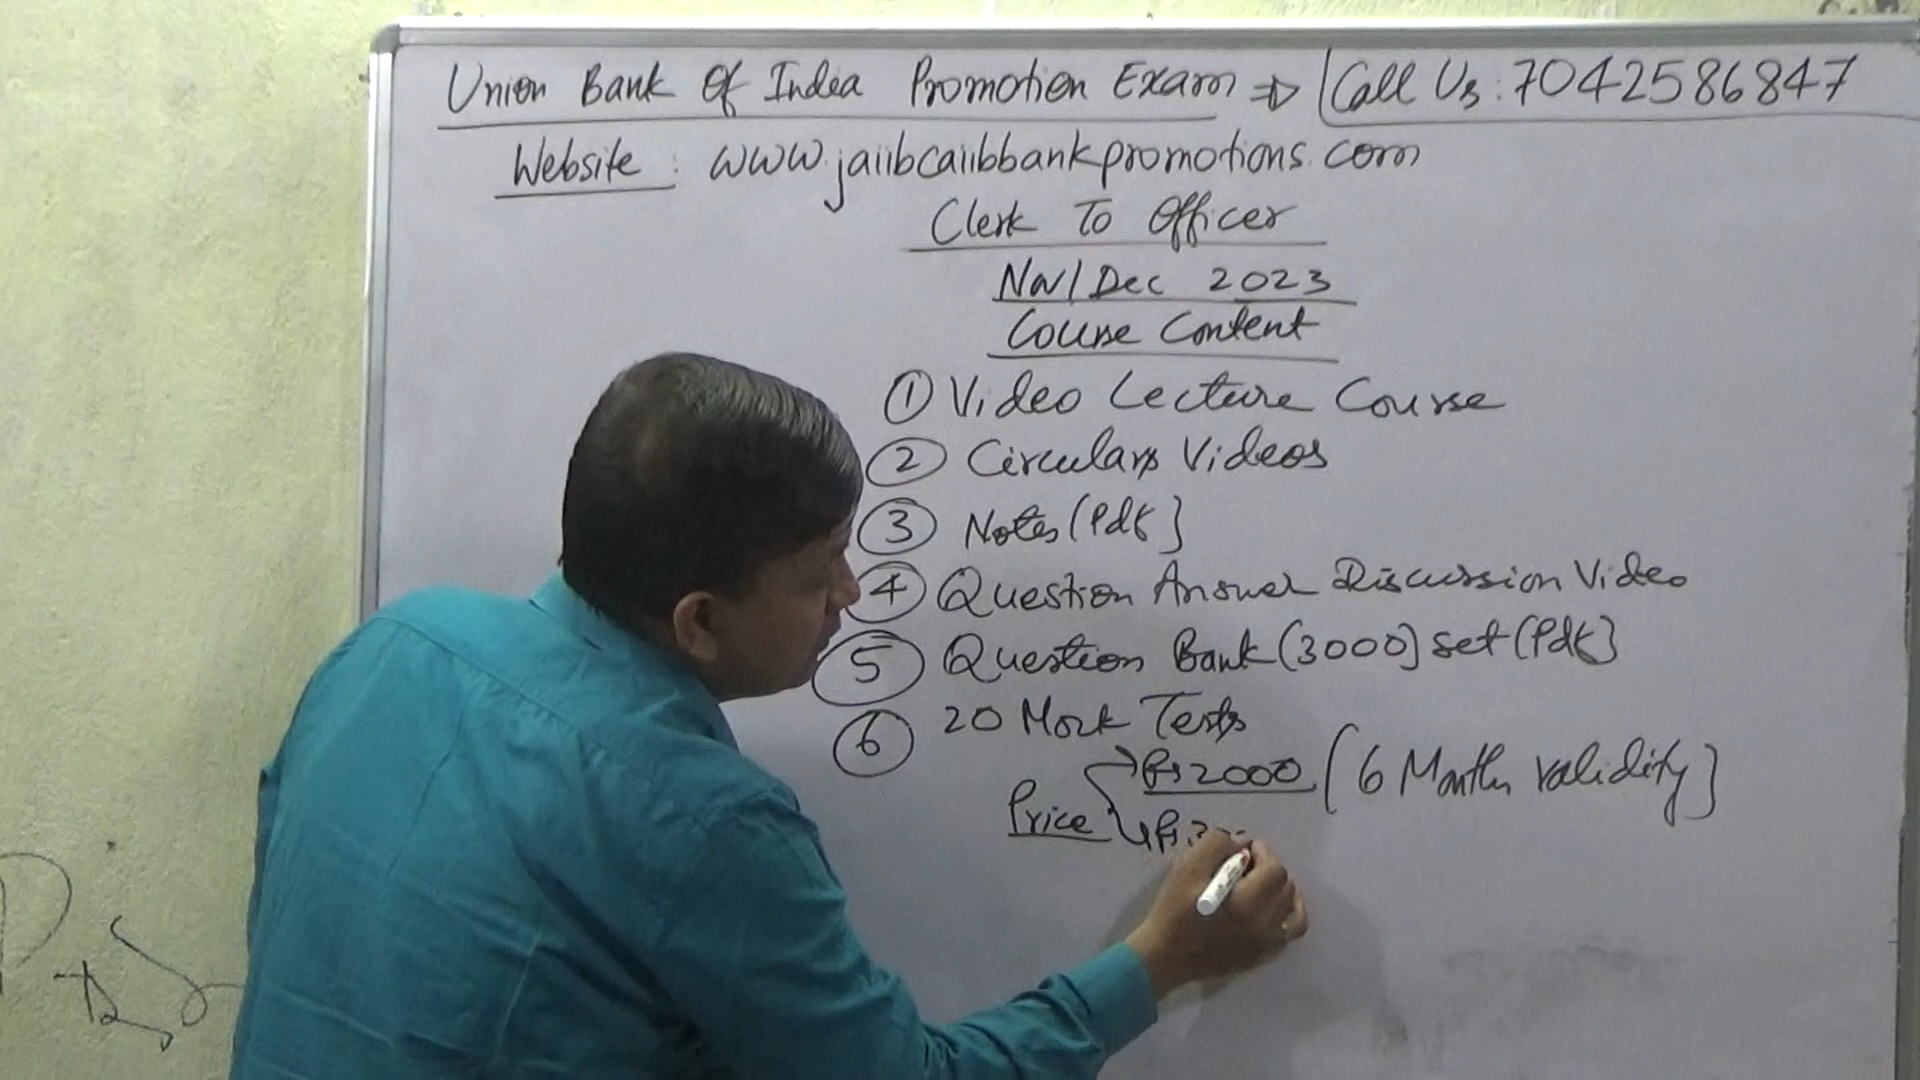 Union Bank Of India Promotion Exam ⇒ Call Us: 7042586847
Website: www.jaiibcaiibbankpromotions.com
Clerk To Officer
Nov/Dec 2023
Course Content
① Video Lecture Course
② Circulars Videos
③ Notes (Pdf)
④ Question Answer Discussion Video
⑤ Question Bank (3000) set (Pdf)
⑥ 20 Mock Tests
Rs 2000 (6 Months validity)
Price